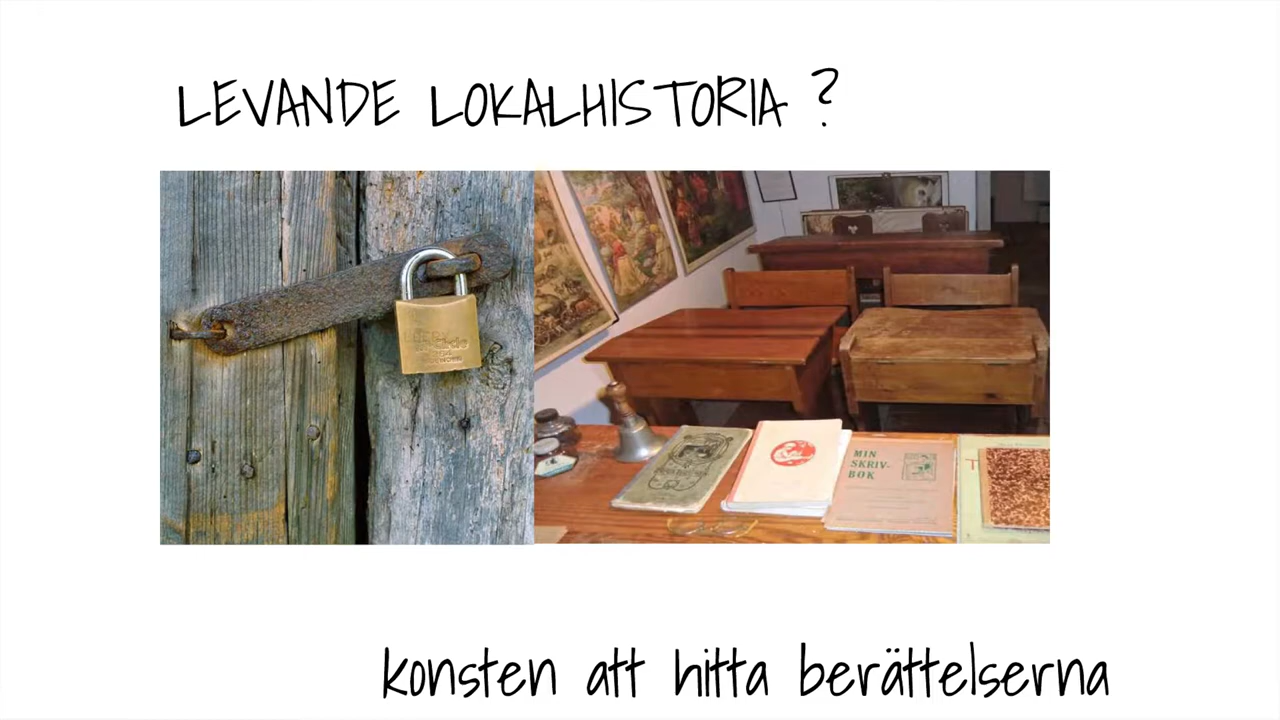 LEVANDE LOKALHISTORIA ?
MIN
SKRIV-
BOK
konsten att hitta berättelserna